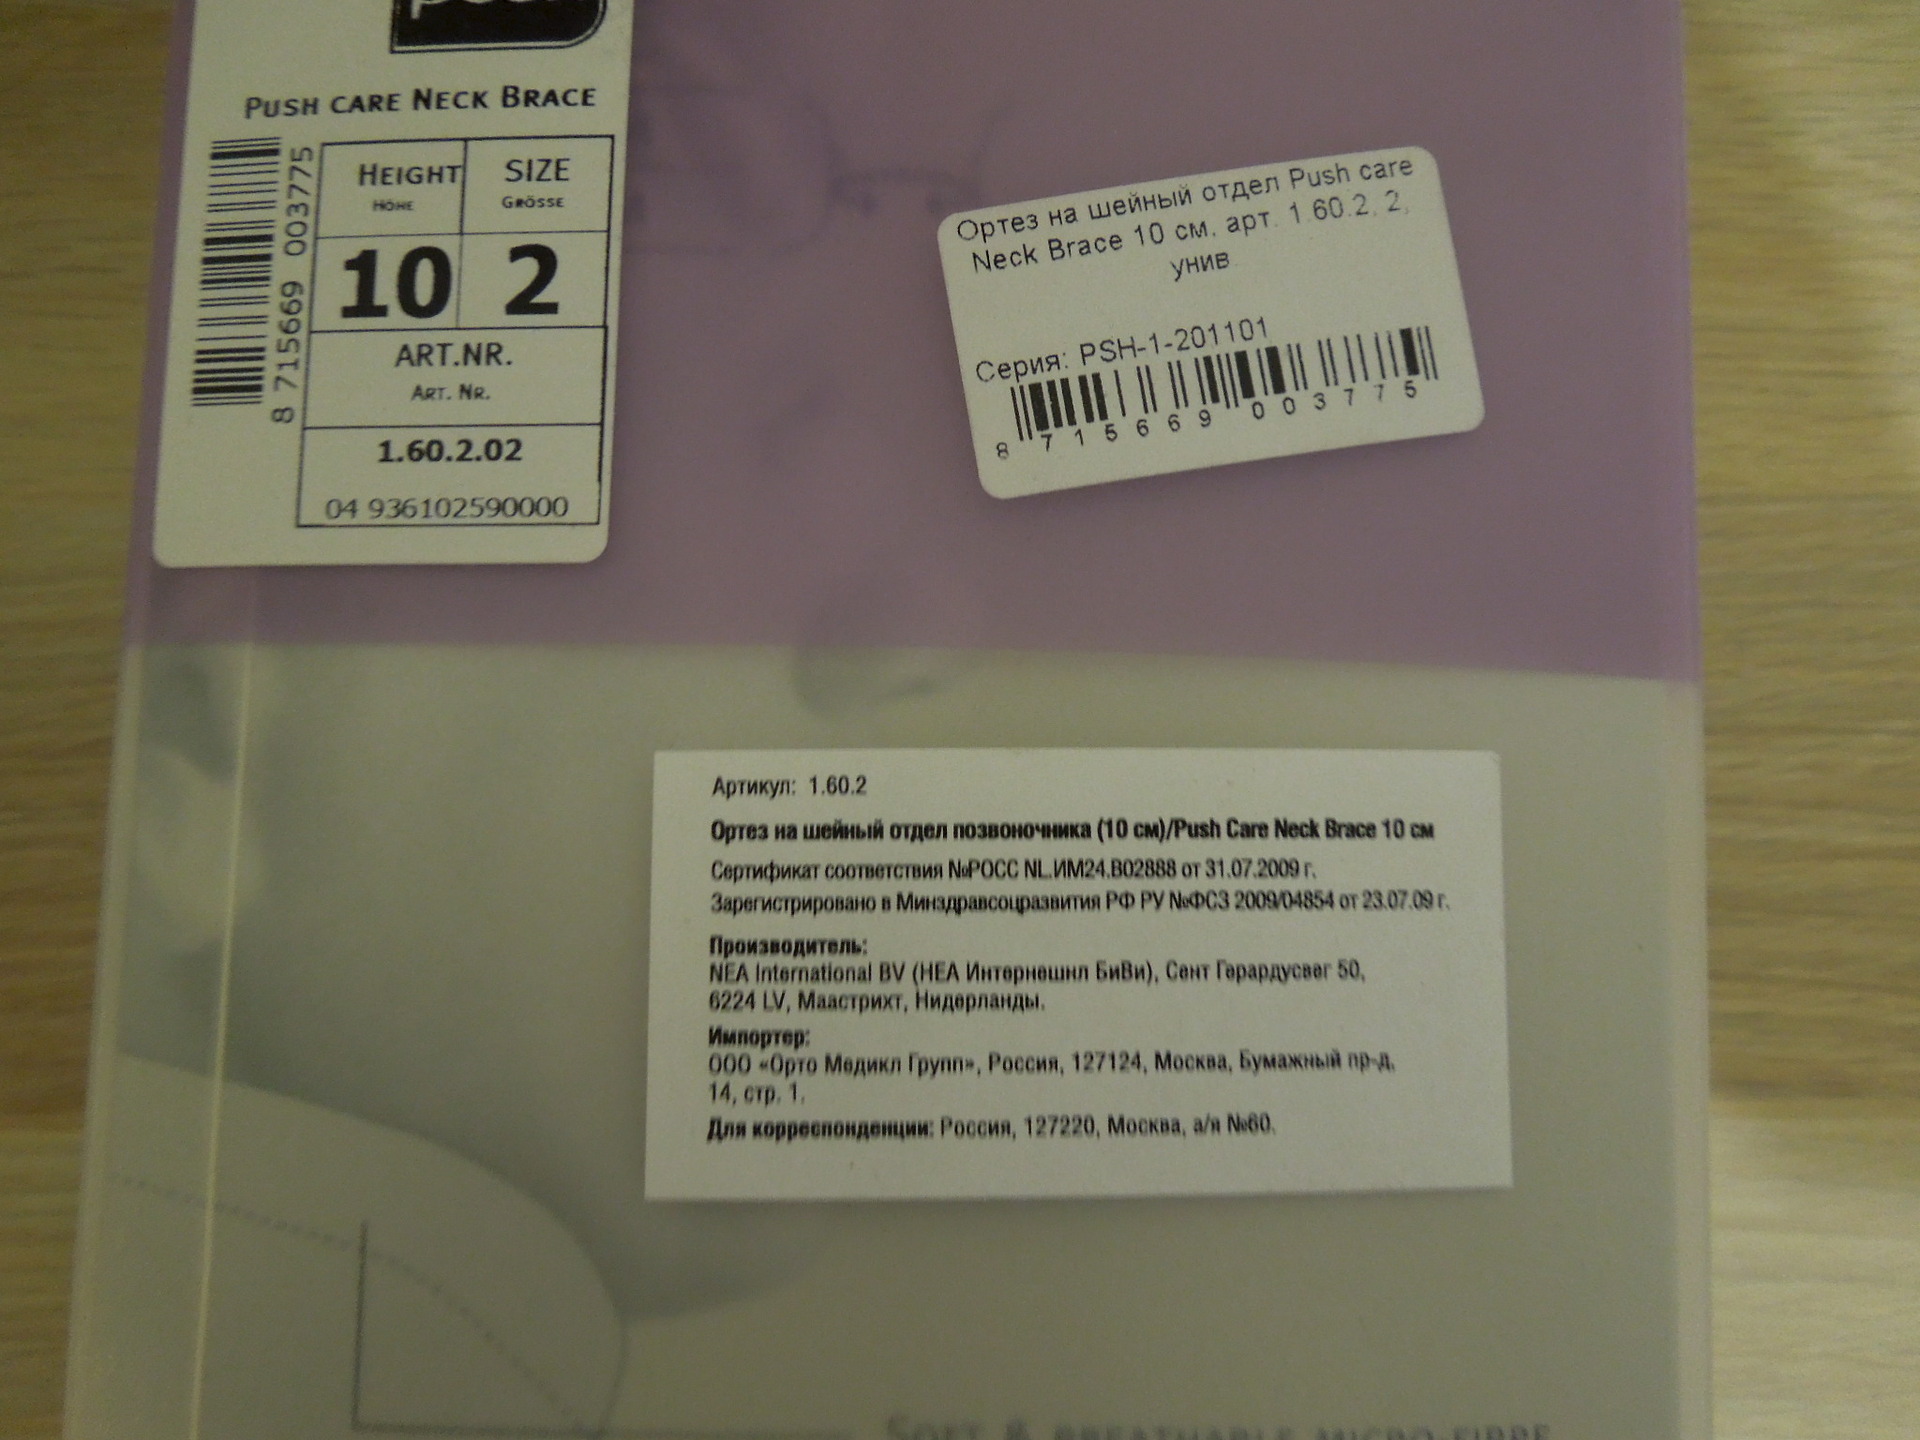 PUSH CARE NECK BRACE
HEIGHT SIZE
HÖHE GRÖSSE
10 2
ART.NR.
ART. NR.
1.60.2.02
04 936102590000
8 715669 003775
Ортез на шейный отдел Push care
Neck Brace 10 см, арт. 1.60.2, 2,
унив
Серия: PSH-1-201101
8 715669 003775
Артикул: 1.60.2
Ортез на шейный отдел позвоночника (10 см)/Push Care Neck Brace 10 см
Сертификат соответствия №РОСС NL.ИМ24.В02888 от 31.07.2009 г.
Зарегистрировано в Минздравсоцразвития РФ РУ №ФСЗ 2009/04854 от 23.07.09 г.
Производитель:
NEA International BV (НЕА Интернешнл БиВи), Сент Герардусвег 50,
6224 LV, Маастрихт, Нидерланды.
Импортер:
ООО «Орто Медикл Групп», Россия, 127124, Москва, Бумажный пр-д,
14, стр. 1.
Для корреспонденции: Россия, 127220, Москва, а/я №60.
SOFT & BREATHABLE MICRO-FIBRE